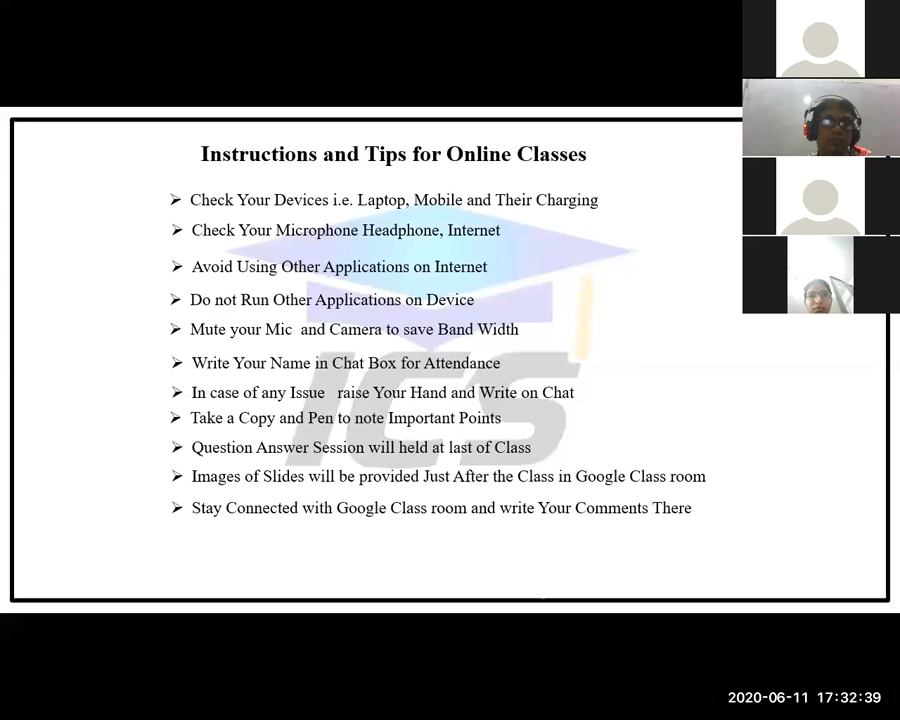 Instructions and Tips for Online Classes
Check Your Devices i.e. Laptop, Mobile and Their Charging
Check Your Microphone Headphone, Internet
Avoid Using Other Applications on Internet
Do not Run Other Applications on Device
Mute your Mic and Camera to save Band Width
Write Your Name in Chat Box for Attendance
In case of any Issue raise Your Hand and Write on Chat
Take a Copy and Pen to note Important Points
Question Answer Session will held at last of Class
Images of Slides will be provided Just After the Class in Google Class room
Stay Connected with Google Class room and write Your Comments There
ICS
2020-06-11 17:32:39